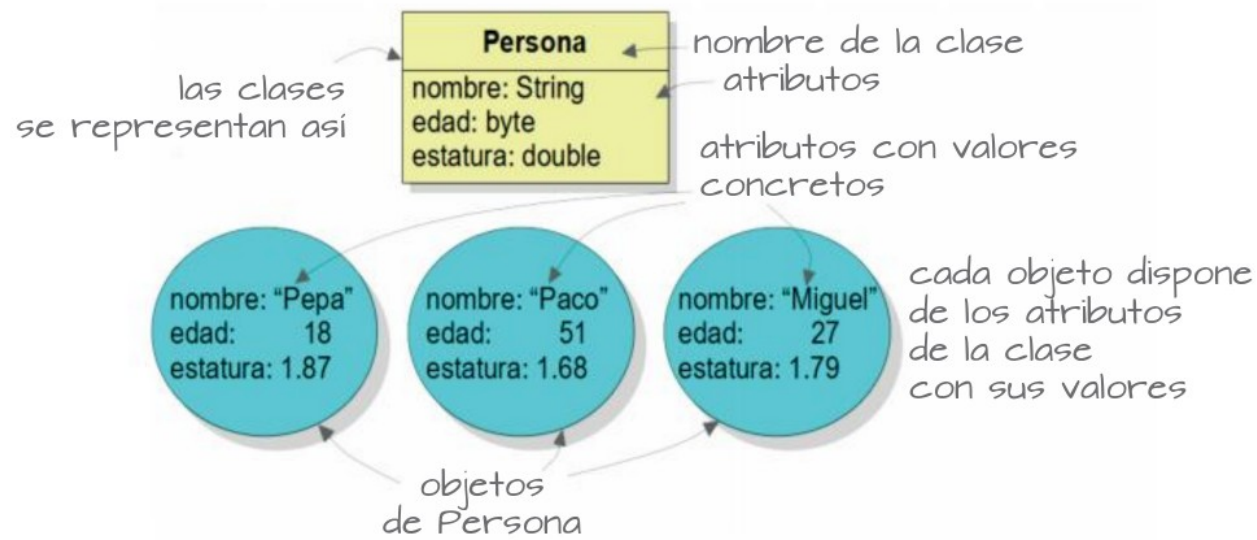 Persona
nombre: String
edad: byte
estatura: double
las clases
se representan así
nombre de la clase
atributos
atributos con valores
concretos
nombre: “Pepa”
edad: 18
estatura: 1.87
nombre: “Paco”
edad: 51
estatura: 1.68
nombre: “Miguel”
edad: 27
estatura: 1.79
cada objeto dispone
de los atributos
de la clase
con sus valores
objetos
de Persona